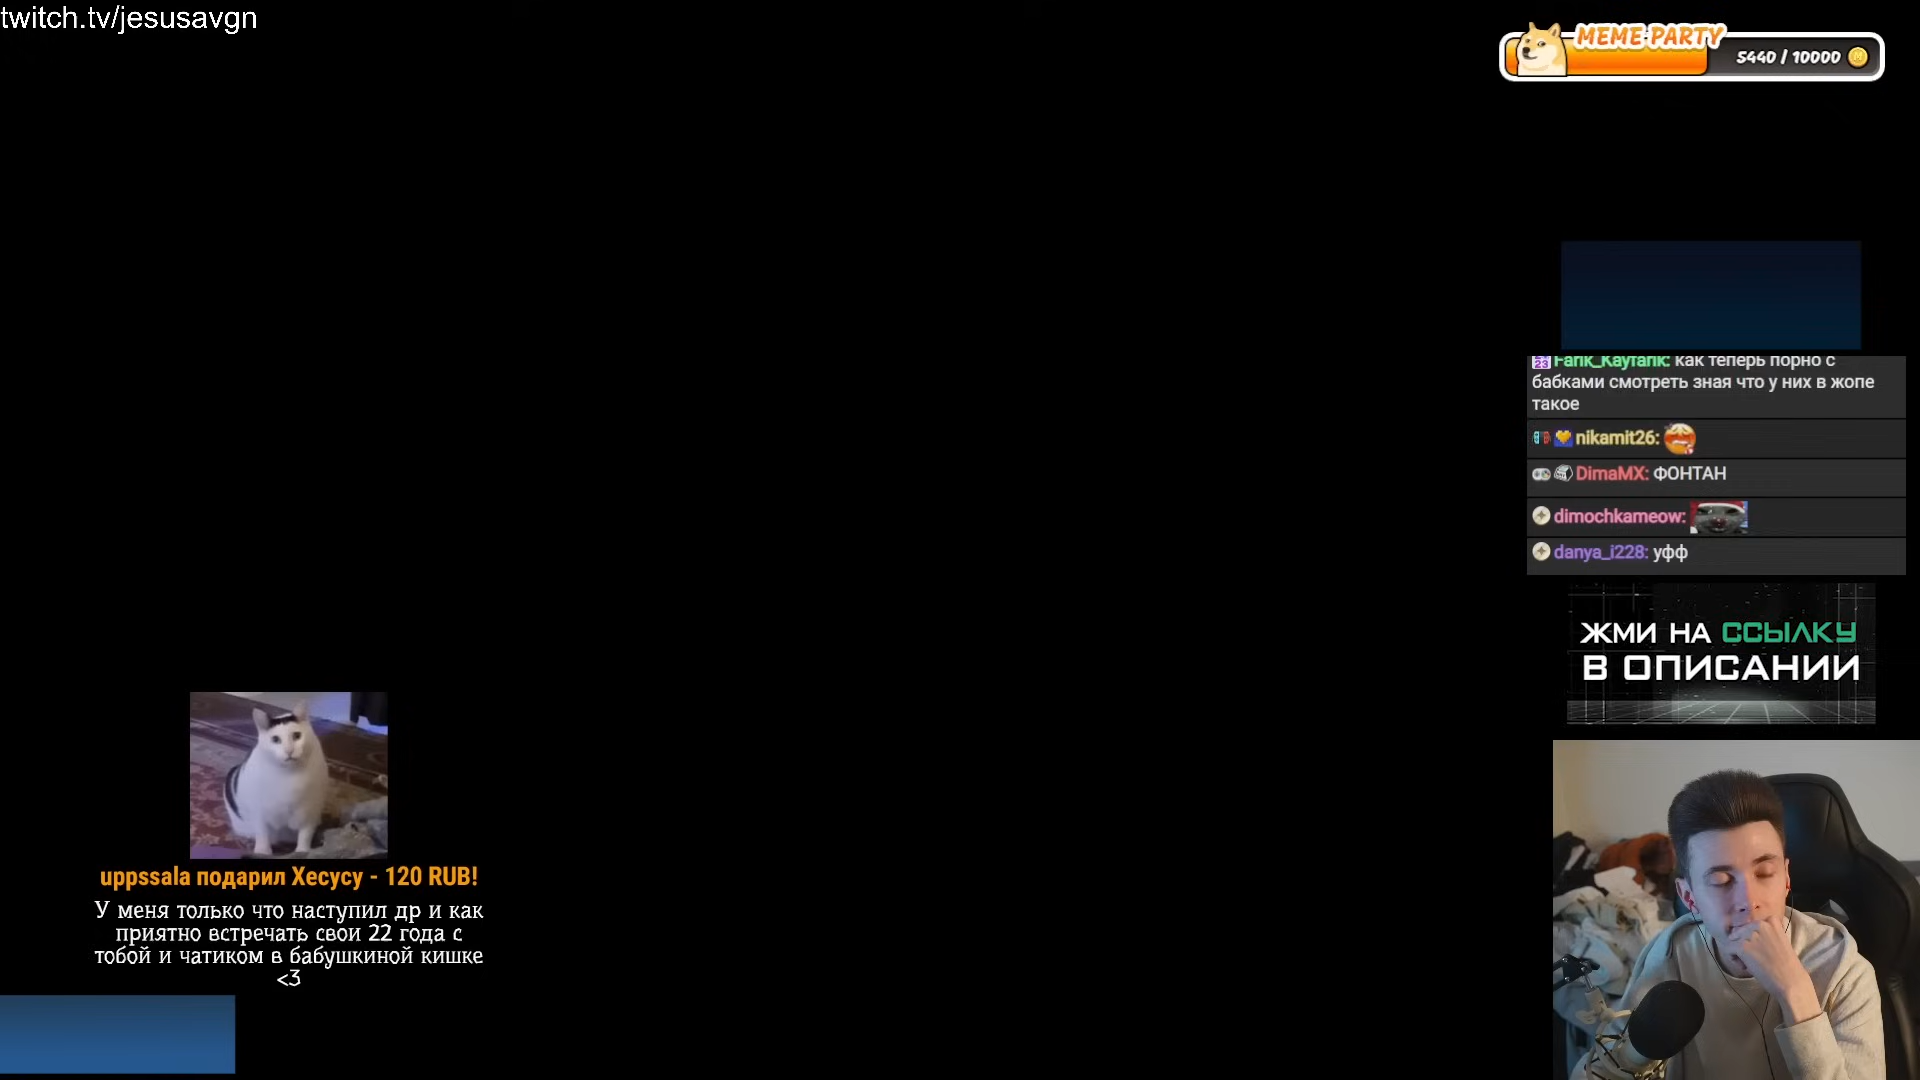 twitch.tv/jesusavgn
MEME PARTY
5440 / 10000
Farik_Kayfarik: как теперь порно с
бабками смотреть зная что у них в жопе
такое
nikamit26:
DimaMX: ФОНТАН
dimochkameow:
danya_i228: уфф
ЖМИ НА ССЫЛКУ
В ОПИСАНИИ
uppssala подарил Хесусу - 120 RUB!
У меня только что наступил др и как
приятно встречать свои 22 года с
тобой и чатиком в бабушкиной кишке
<3